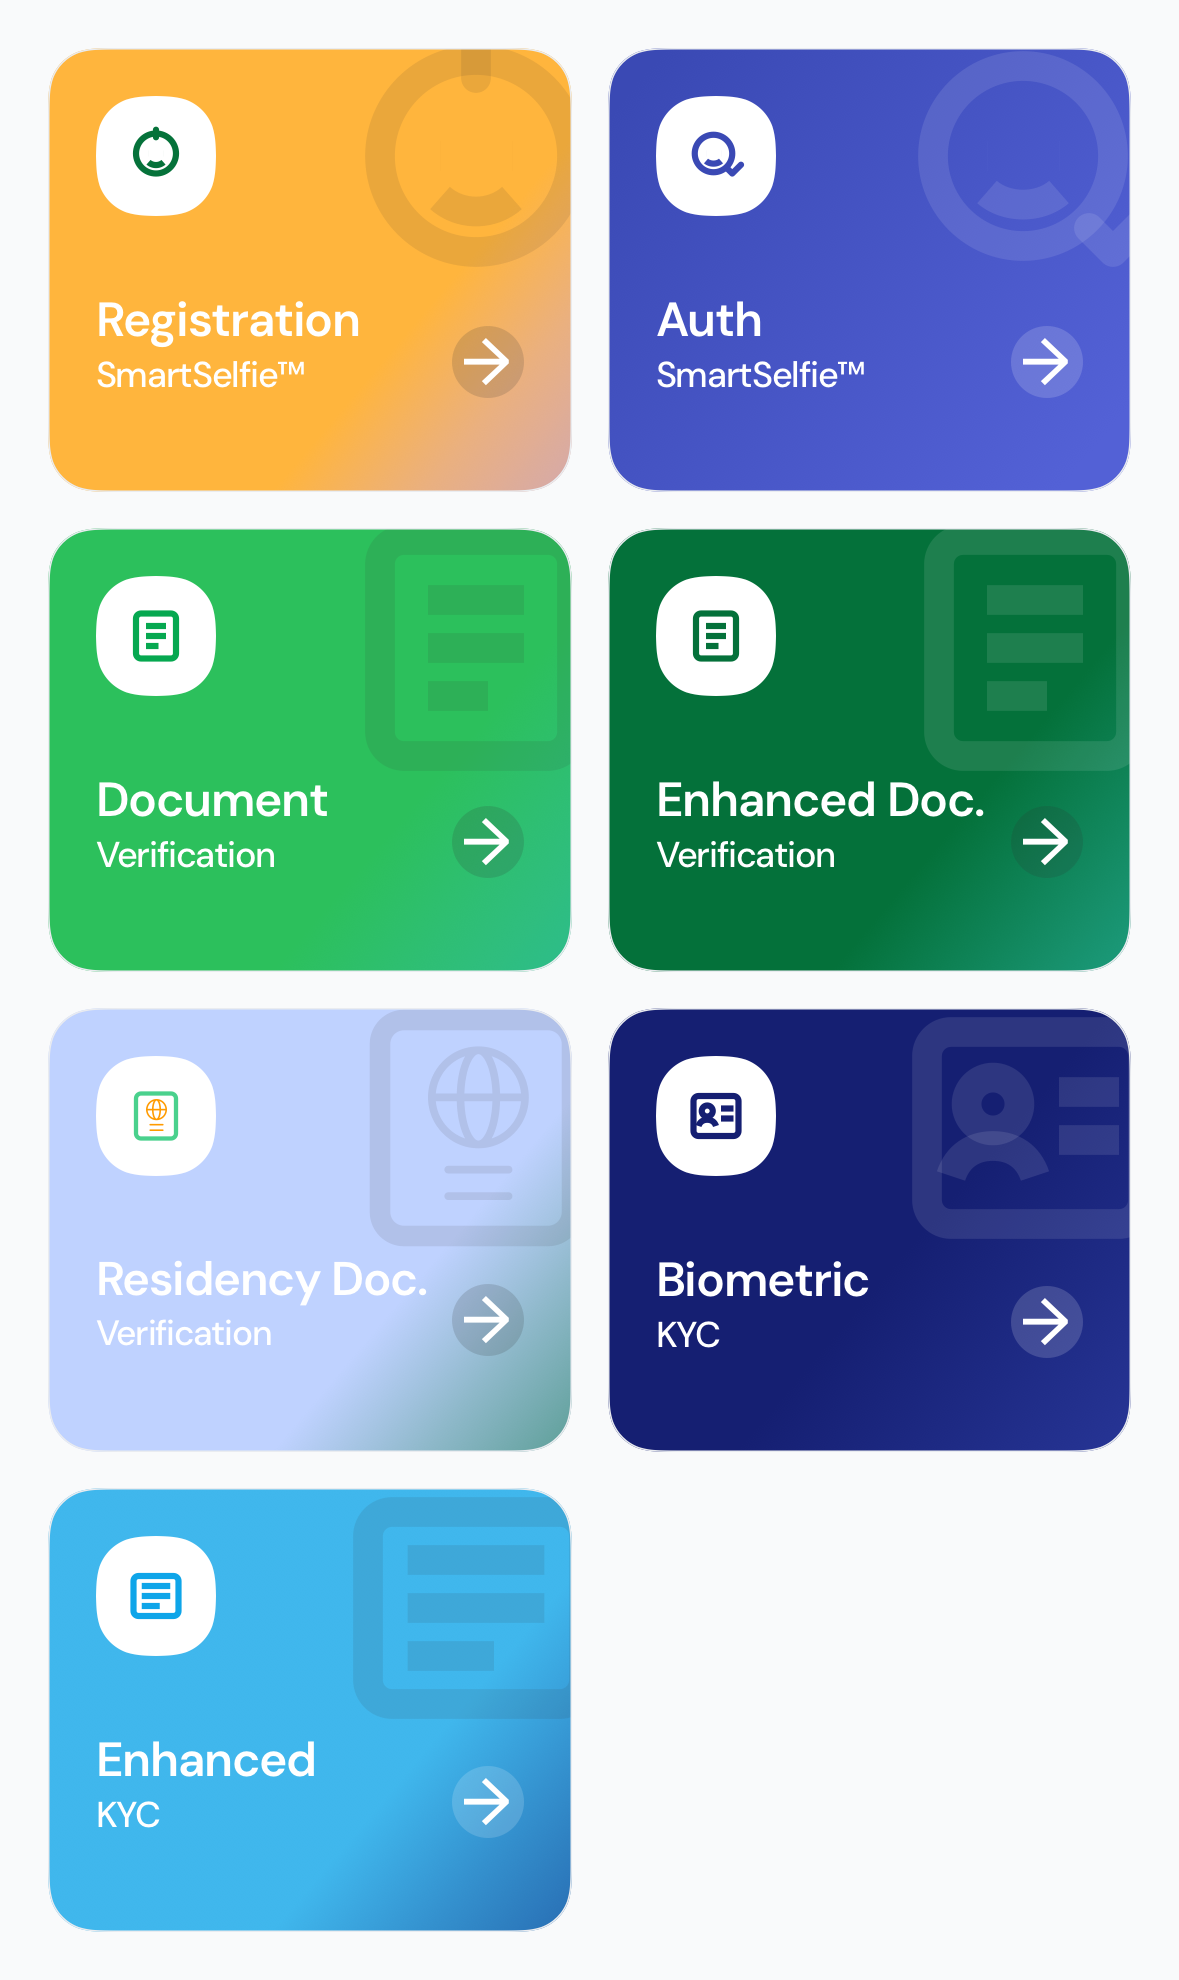 Registration
SmartSelfie™
Auth
SmartSelfie™
Document
Verification
Enhanced Doc.
Verification
Residency Doc.
Verification
Biometric
KYC
Enhanced
KYC